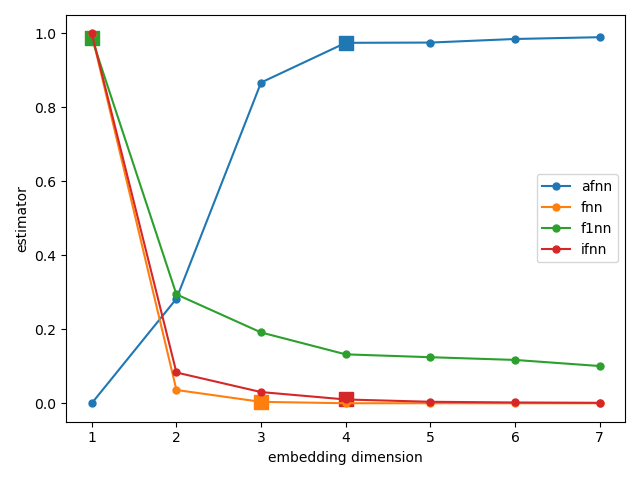 1.0
0.8
0.6
0.4
0.2
0.0
estimator
afnn
fnn
f1nn
ifnn
1 2 3 4 5 6 7
embedding dimension